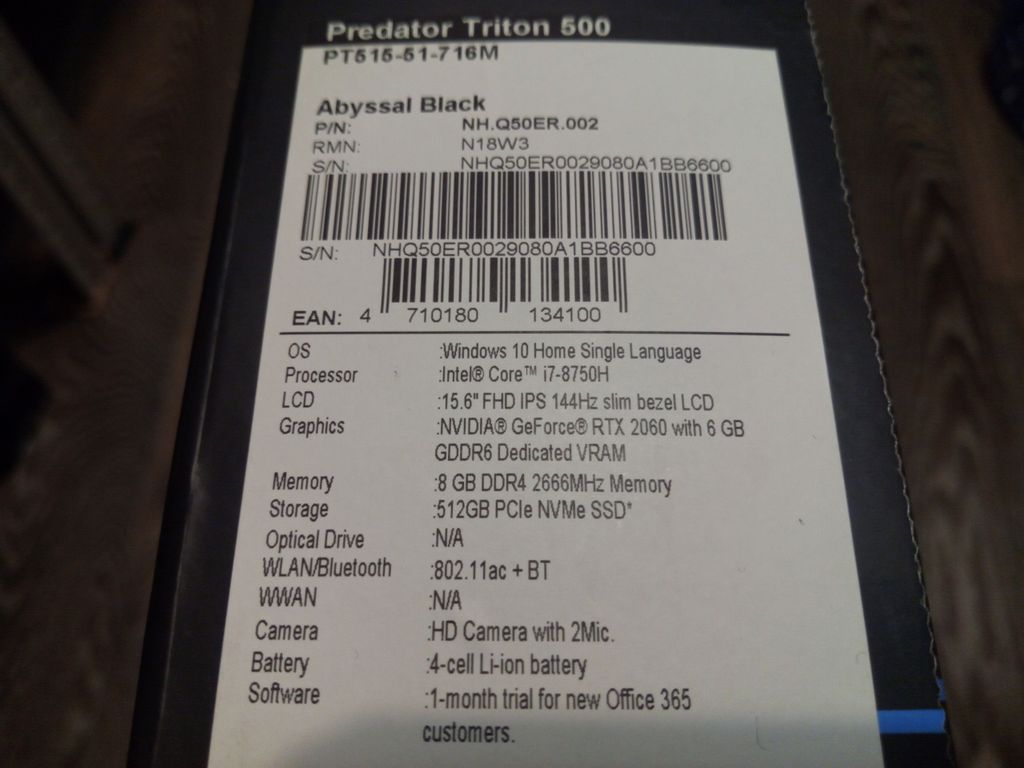 Predator Triton 500
PT515-51-716M
Abyssal Black
P/N: NH.Q50ER.002
RMN: N18W3
S/N: NHQ50ER0029080A1BB6600
S/N: NHQ50ER0029080A1BB6600
EAN: 4 710180 134100
OS :Windows 10 Home Single Language
Processor :Intel® Core™ i7-8750H
LCD :15.6" FHD IPS 144Hz slim bezel LCD
Graphics :NVIDIA® GeForce® RTX 2060 with 6 GB
GDDR6 Dedicated VRAM
Memory :8 GB DDR4 2666MHz Memory
Storage :512GB PCIe NVMe SSD*
Optical Drive :N/A
WLAN/Bluetooth :802.11ac + BT
WWAN :N/A
Camera :HD Camera with 2Mic.
Battery :4-cell Li-ion battery
Software :1-month trial for new Office 365
customers.